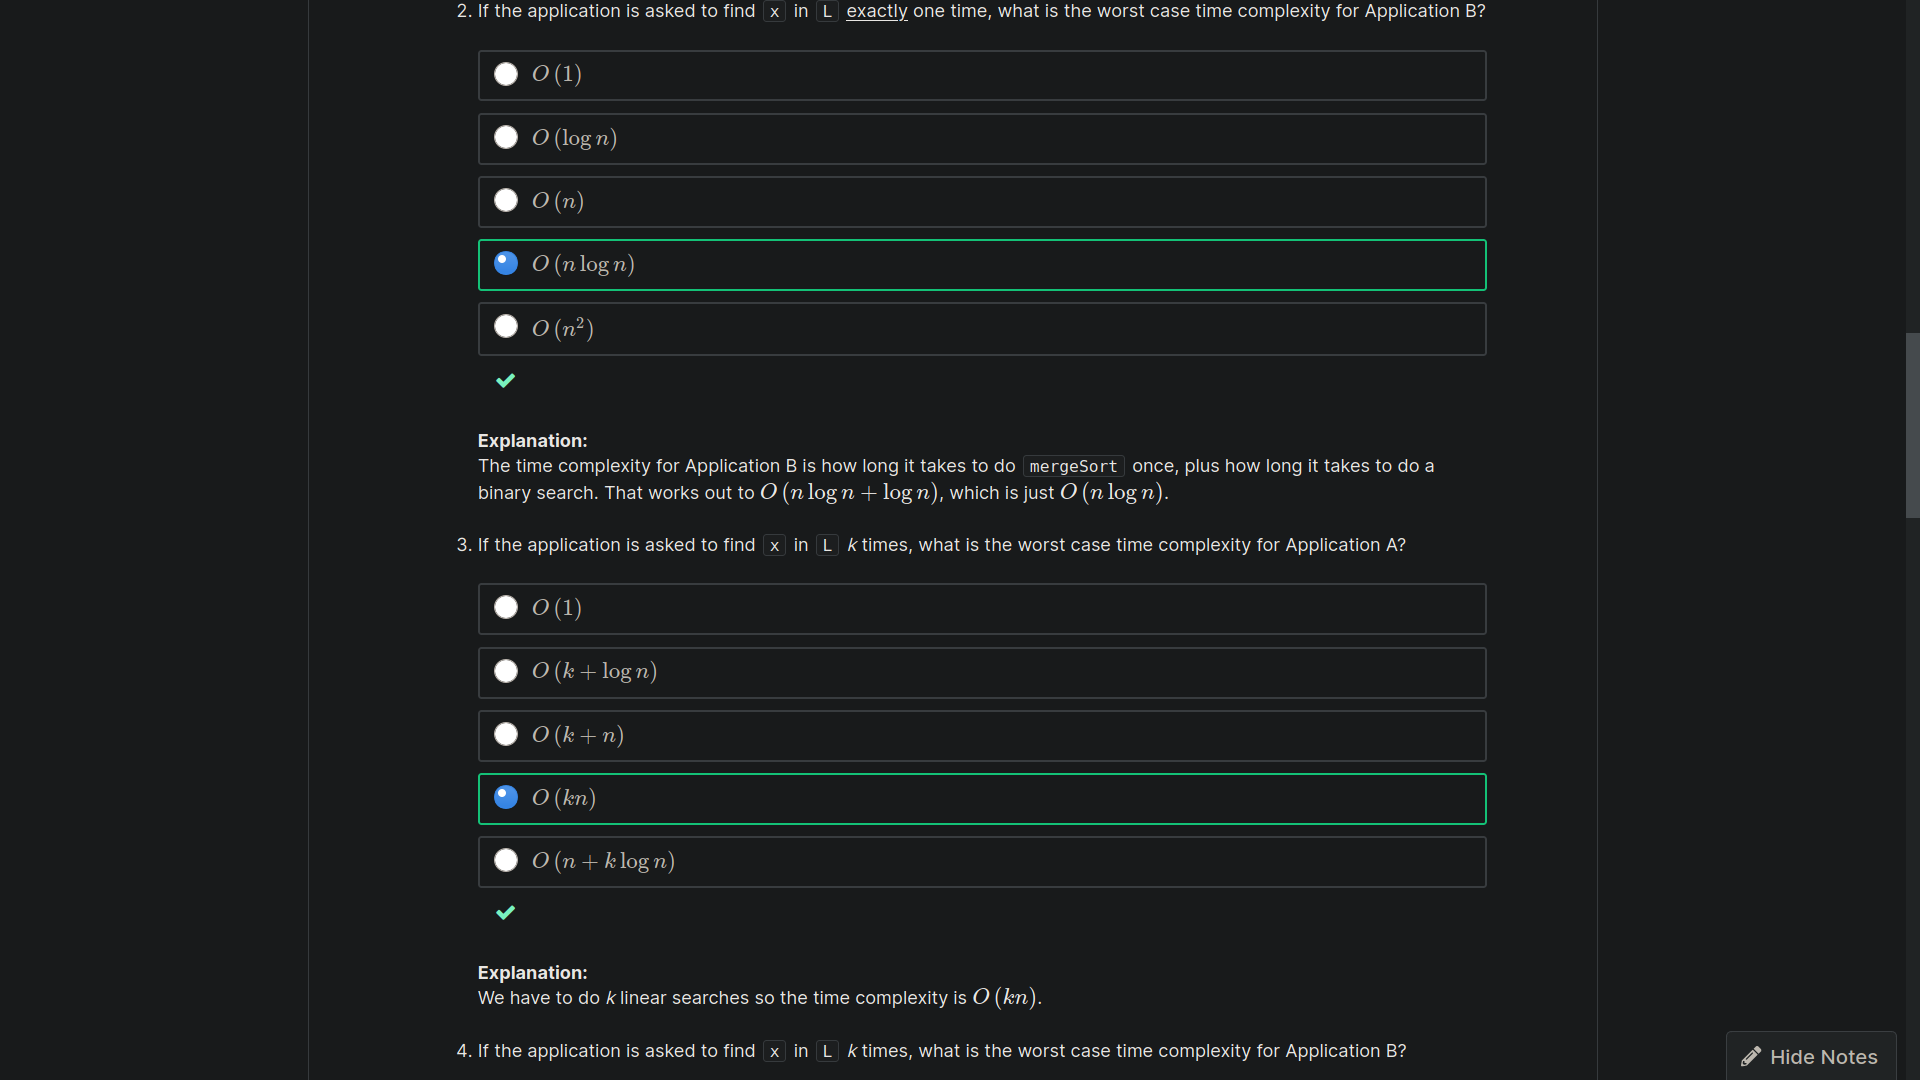 2. If the application is asked to find x in L exactly one time, what is the worst case time complexity for Application B?
O (1)
O (log n)
O (n)
O (n log n)
O (n²)
Explanation:
The time complexity for Application B is how long it takes to do mergeSort once, plus how long it takes to do a
binary search. That works out to O (n log n + log n), which is just O (n log n).
3. If the application is asked to find x in L k times, what is the worst case time complexity for Application A?
O (1)
O (k + log n)
O (k + n)
O (kn)
O (n + k log n)
Explanation:
We have to do k linear searches so the time complexity is O (kn).
4. If the application is asked to find x in L k times, what is the worst case time complexity for Application B?
Hide Notes